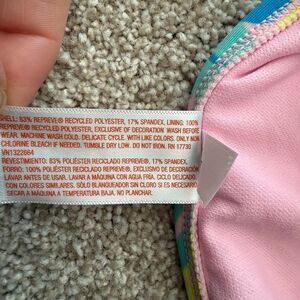 SHELL: 83% REPREVE® RECYCLED POLYESTER, 17% SPANDEX, LINING: 100%
REPREVE® RECYCLED POLYESTER, EXCLUSIVE OF DECORATION WASH BEFORE
WEAR. MACHINE WASH COLD. DELICATE CYCLE. WITH LIKE COLORS. ONLY NON
CHLORINE BLEACH IF NEEDED. TUMBLE DRY LOW. DO NOT IRON. RN 17730
VN1322664
REVESTIMIENTO: 83% POLIÉSTER RECICLADO REPREVE®, 17% SPANDEX,
FORRO: 100% POLIÉSTER RECICLADO REPREVE®, EXCLUSIVO DE DECORACIÓN
LAVAR ANTES DE USAR. LAVAR A MÁQUINA CON AGUA FRÍA. CICLO DELICADO.
CON COLORES SIMILARES. SÓLO BLANQUEADOR SIN CLORO SI ES NECESARIO.
SECAR A MÁQUINA A TEMPERATURA BAJA. NO PLANCHAR.